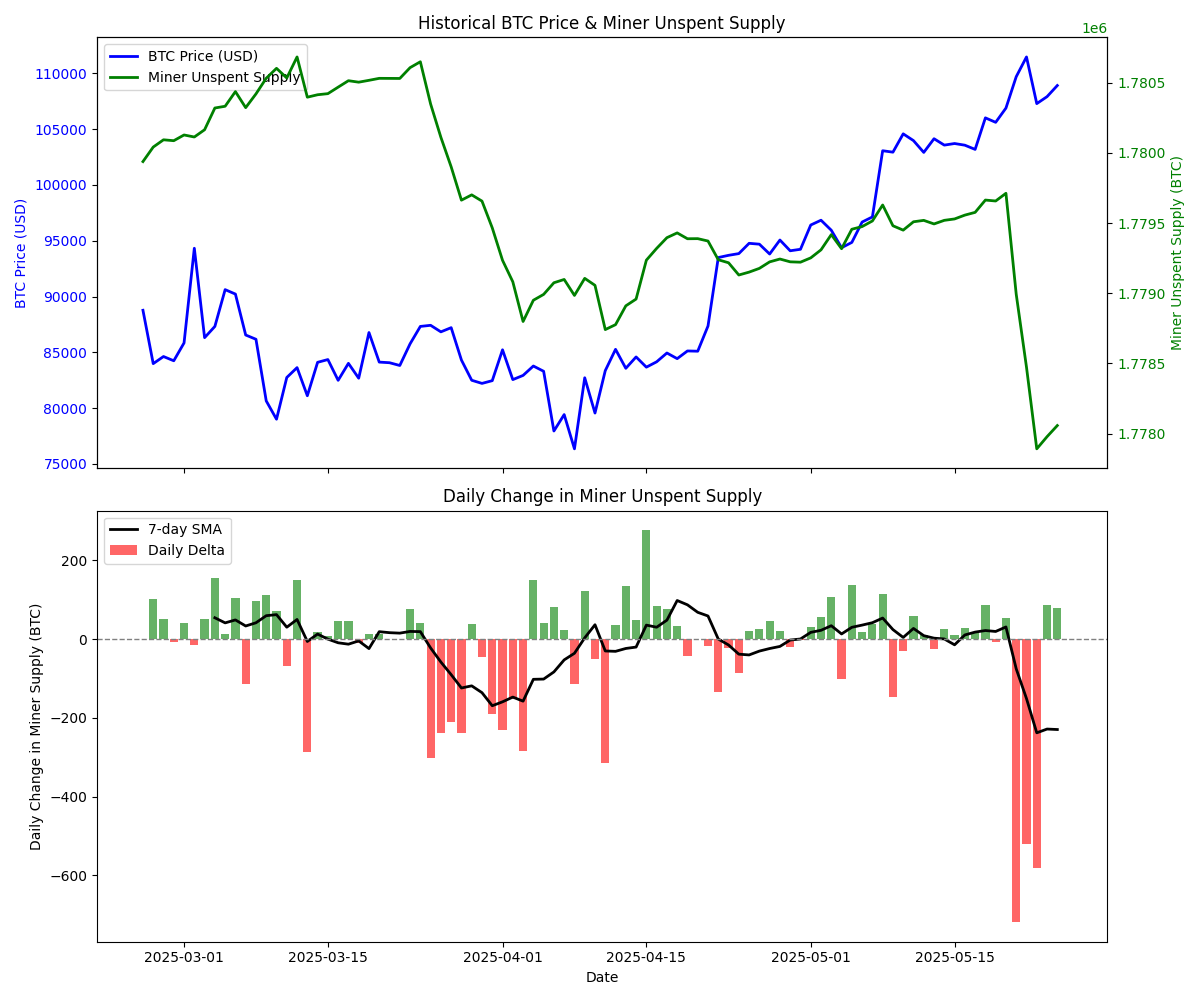 Historical BTC Price & Miner Unspent Supply
1e6
BTC Price (USD)
Miner Unspent Supply
110000
105000
100000
95000
90000
85000
80000
75000
BTC Price (USD)
1.7805
1.7800
1.7795
1.7790
1.7785
1.7780
Miner Unspent Supply (BTC)
Daily Change in Miner Unspent Supply
7-day SMA
Daily Delta
200
0
−200
−400
−600
Daily Change in Miner Supply (BTC)
2025-03-01
2025-03-15
2025-04-01
2025-04-15
2025-05-01
2025-05-15
Date